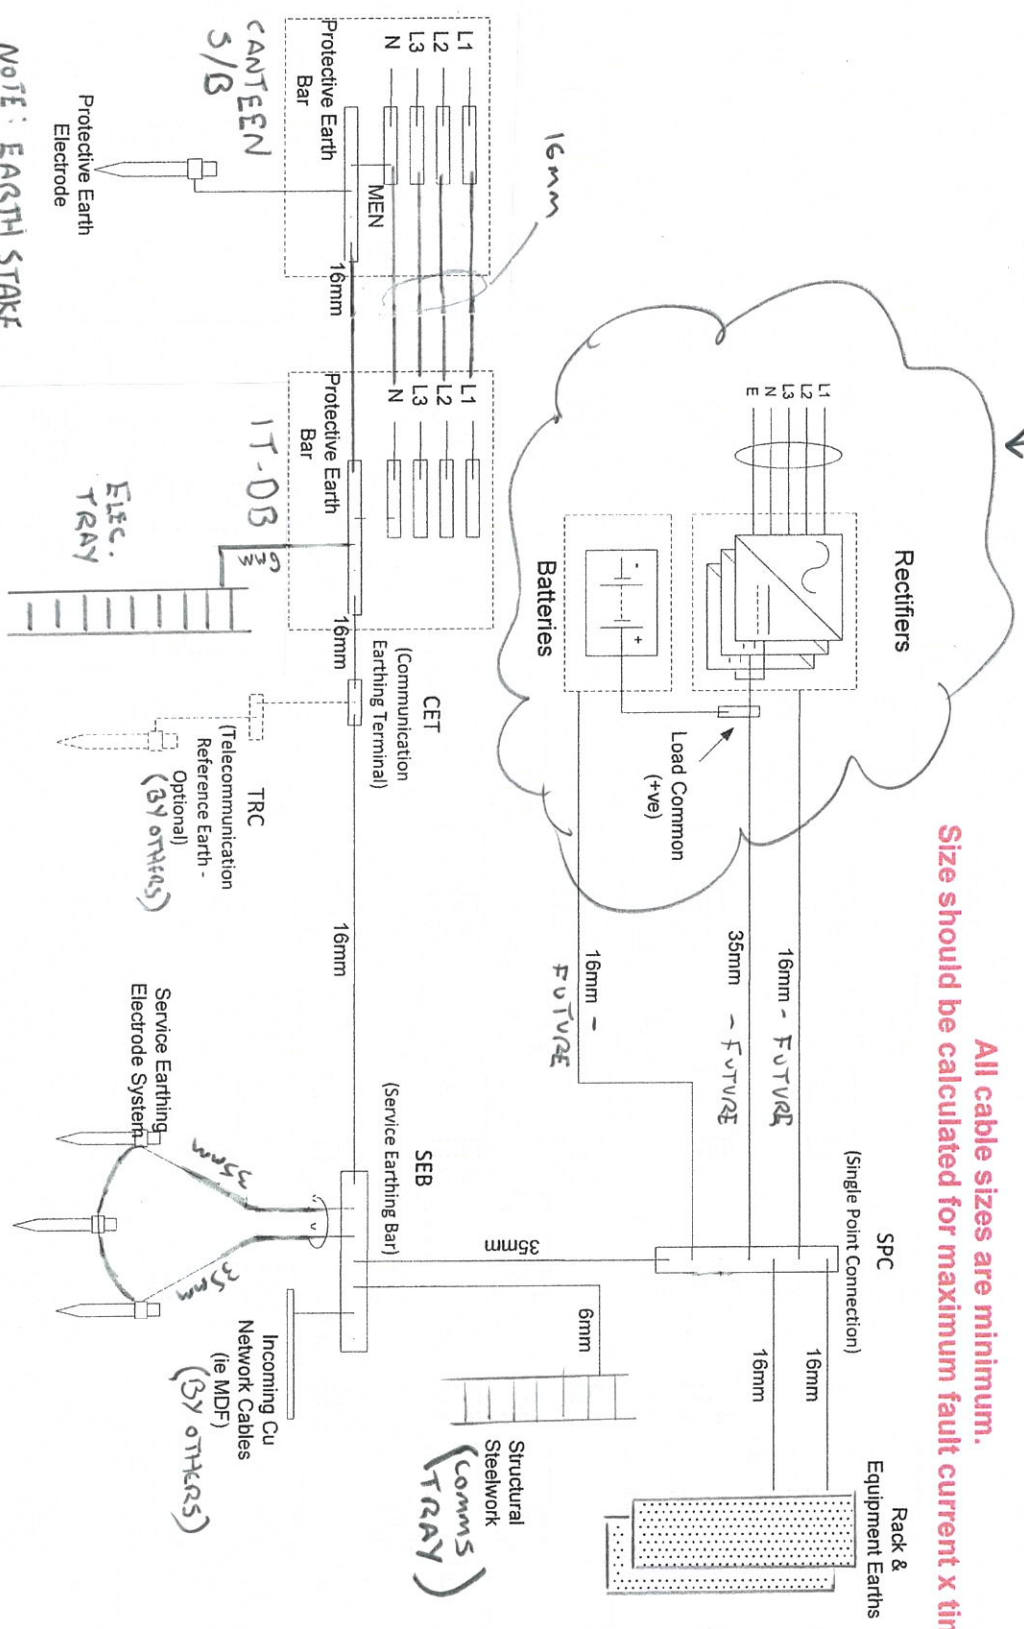 All cable sizes are minimum.
Size should be calculated for maximum fault current x
Rectifiers
L1
L2
L3
N
E
Batteries
-
+
Load Common
(+ve)
16mm - FUTURE
35mm - FUTURE
16mm -
FUTURE
SPC
(Single Point Connection)
16mm
16mm
Rack &
Equipment Earths
35mm
6mm
Structural
Steelwork
(COMMS
TRAY)
16mm
L1
L2
L3
N
MEN
Protective Earth
Bar
CANTEEN
S/B
16mm
L1
L2
L3
N
Protective Earth
Bar
IT-DB
6mm
ELEC.
TRAY
16mm
CET
(Communication
Earthing Terminal)
TRC
(Telecommunication
Reference Earth -
Optional)
(BY OTHERS)
16mm
SEB
(Service Earthing Bar)
35mm
35mm
Service Earthing
Electrode System
Incoming Cu
Network Cables
(ie MDF)
(BY OTHERS)
Protective Earth
Electrode
NOTE: EARTH STAKE